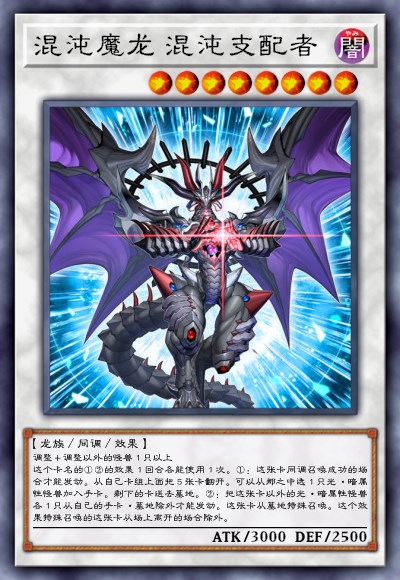 混沌魔龙 混沌支配者
やみ
闇
【龙族／同调／效果】
调整＋调整以外的怪兽1只以上
这个卡名的①②的效果1回合各能使用1次。①：这张卡同调召唤成功的场
合才能发动。从自己卡组上面把5张卡翻开。可以从那之中选1只光·暗属
性怪兽加入手卡。剩下的卡送去墓地。②：把这张卡以外的光·暗属性怪兽
各1只从自己的手卡·墓地除外才能发动。这张卡从墓地特殊召唤。这个效
果特殊召唤的这张卡从场上离开的场合除外。
ATK/3000 DEF/2500